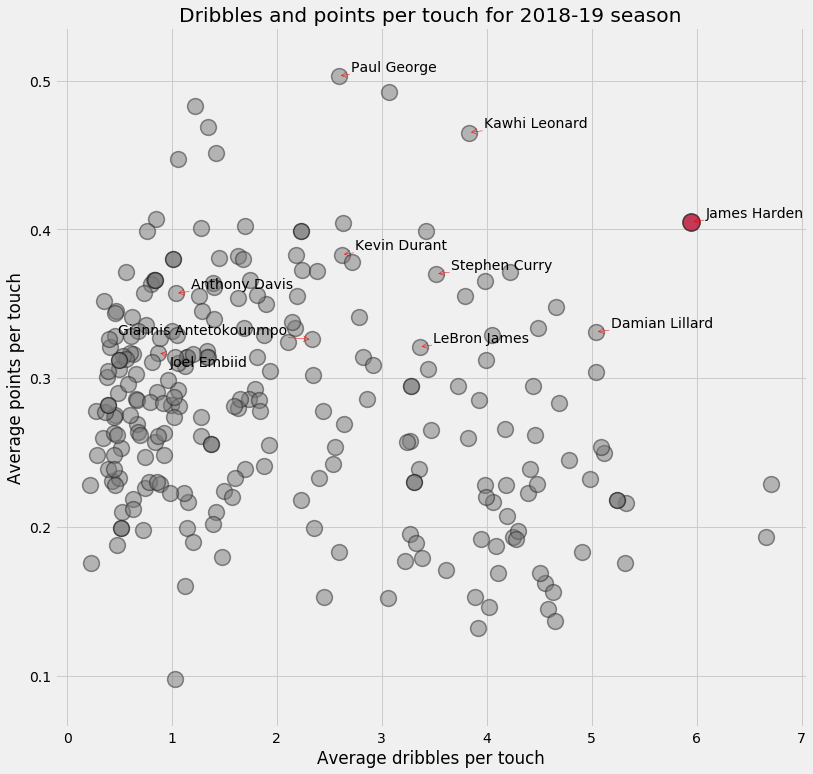 Dribbles and points per touch for 2018-19 season
Paul George
0.5
Kawhi Leonard
James Harden
0.4
Kevin Durant
Stephen Curry
Anthony Davis
Damian Lillard
Giannis Antetokounmpo
LeBron James
Joel Embiid
0.3
0.2
0.1
Average points per touch
0 1 2 3 4 5 6 7
Average dribbles per touch